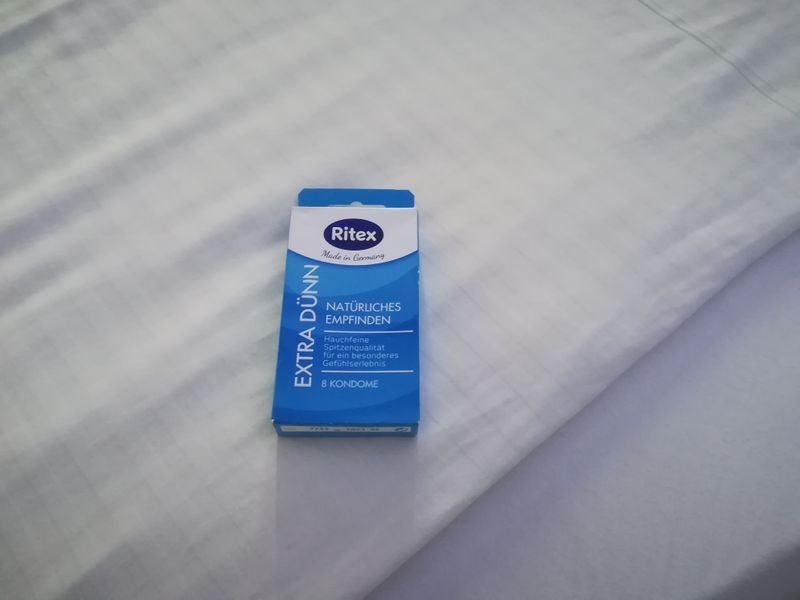 Ritex
Made in Germany
EXTRA DÜNN
NATÜRLICHES
EMPFINDEN
Hauchfeine
Spitzenqualität
für ein besonderes
Gefühlserlebnis
8 KONDOME